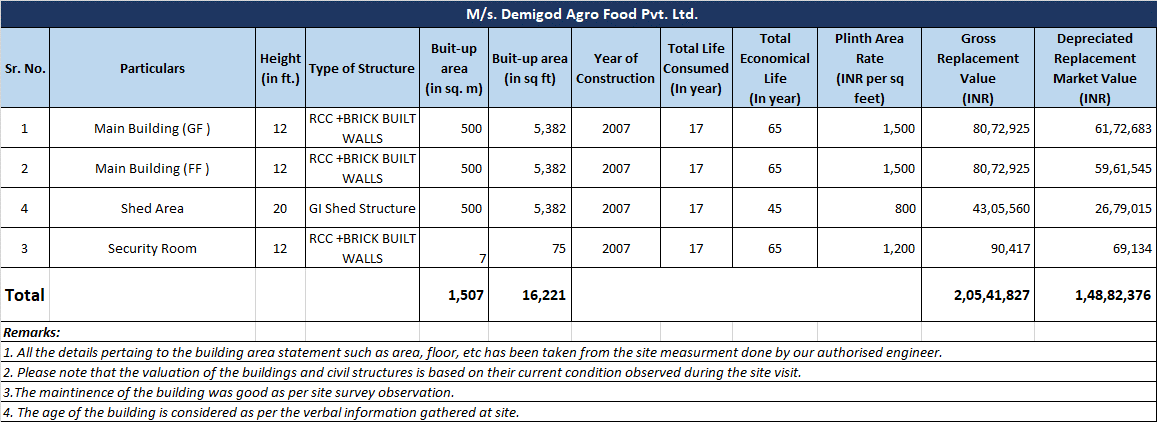 M/s. Demigod Agro Food Pvt. Ltd.
Sr. No. Particulars Height (in ft.) Type of Structure Buit-up area (in sq. m) Buit-up area (in sq ft) Year of Construction Total Life Consumed (In year) Total Economical Life (In year) Plinth Area Rate (INR per sq feet) Gross Replacement Value (INR) Depreciated Replacement Market Value (INR)
1 Main Building (GF ) 12 RCC +BRICK BUILT WALLS 500 5,382 2007 17 65 1,500 80,72,925 61,72,683
2 Main Building (FF ) 12 RCC +BRICK BUILT WALLS 500 5,382 2007 17 65 1,500 80,72,925 59,61,545
4 Shed Area 20 GI Shed Structure 500 5,382 2007 17 45 800 43,05,560 26,79,015
3 Security Room 12 RCC +BRICK BUILT WALLS 7 75 2007 17 65 1,200 90,417 69,134
Total 1,507 16,221 2,05,41,827 1,48,82,376
Remarks:
1. All the details pertaing to the building area statement such as area, floor, etc has been taken from the site measurment done by our authorised engineer.
2. Please note that the valuation of the buildings and civil structures is based on their current condition observed during the site visit.
3.The maintinence of the building was good as per site survey observation.
4. The age of the building is considered as per the verbal information gathered at site.